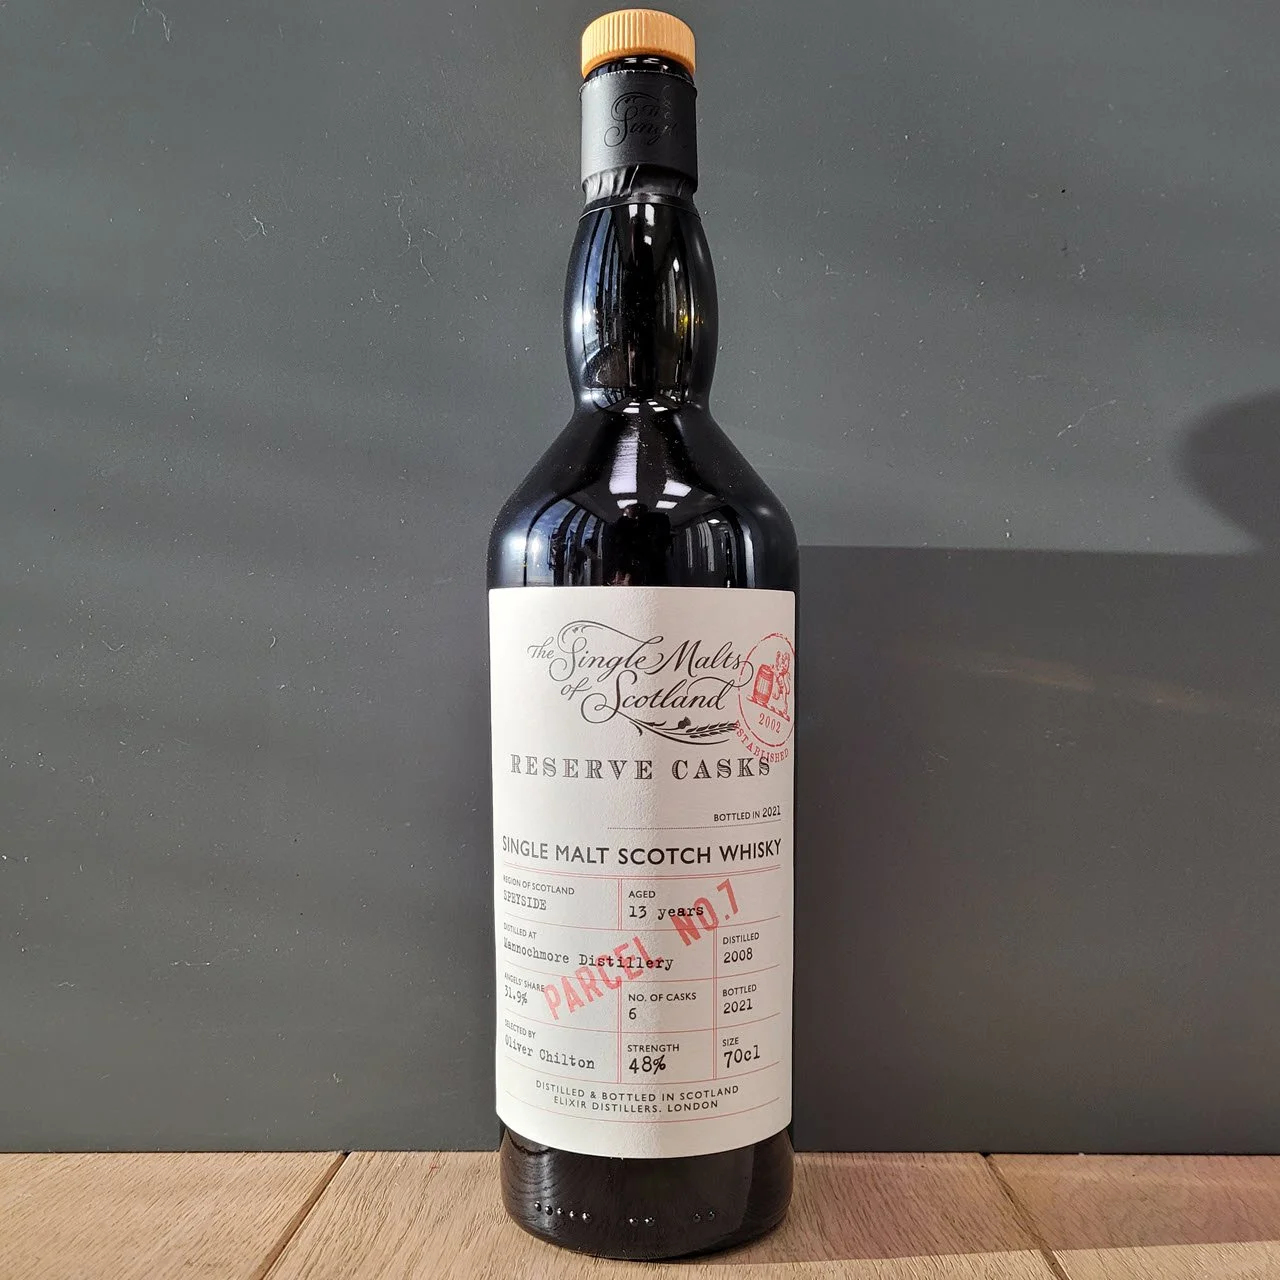 The Single Malts
of Scotland
2002
ESTABLISHED
RESERVE CASKS
BOTTLED IN 2021
SINGLE MALT SCOTCH WHISKY
REGION OF SCOTLAND
SPEYSIDE
AGED
13 years
PARCEL NO.7
DISTILLED AT
Mannochmore Distillery
DISTILLED
2008
ANGELS' SHARE
31.9%
NO. OF CASKS
6
BOTTLED
2021
SELECTED BY
Oliver Chilton
STRENGTH
48%
SIZE
70cl
DISTILLED & BOTTLED IN SCOTLAND
ELIXIR DISTILLERS, LONDON